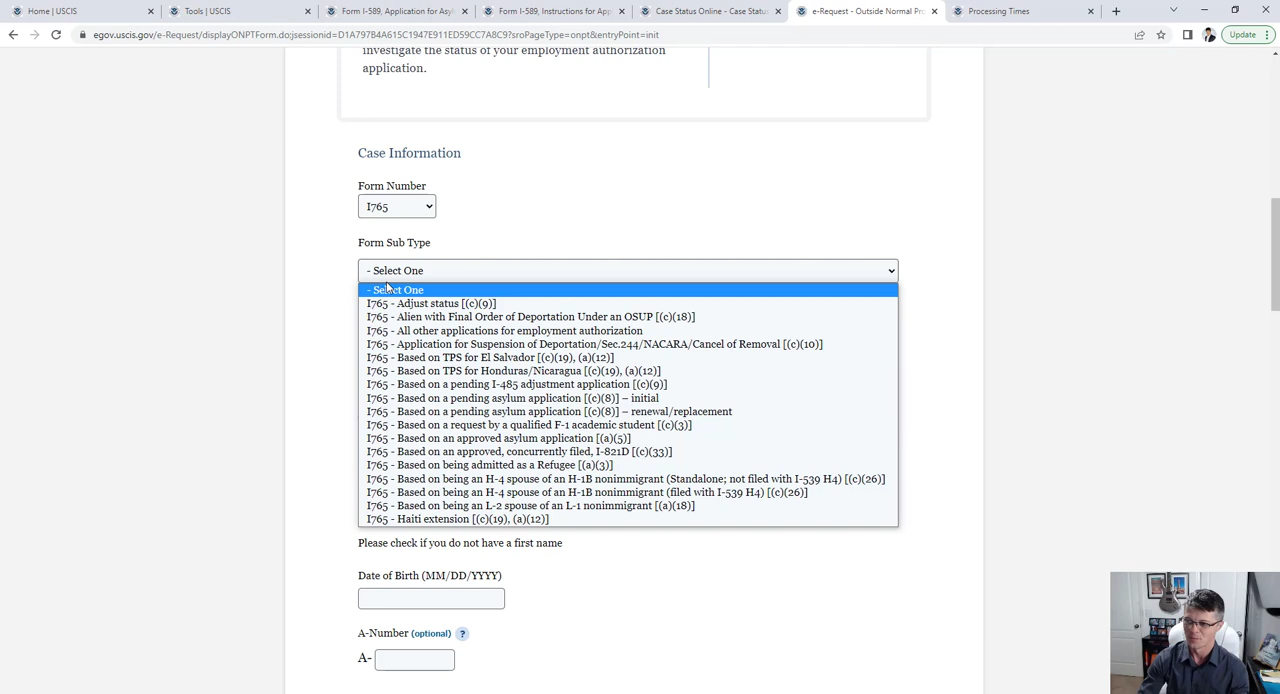 Home | USCIS
Tools | USCIS
Form I-589, Application for Asyl
Form I-589, Instructions for App
Case Status Online - Case Status
e-Request - Outside Normal Pro
Processing Times
Update
egov.uscis.gov/e-Request/displayONPTForm.do;jsessionid=D1A797B4A615C1947E911ED59CC7A8C9?sroPageType=onpt&entryPoint=init
investigate the status of your employment authorization
application.
Case Information
Form Number
I765
Form Sub Type
- Select One
- Select One
I765 - Adjust status [(c)(9)]
I765 - Alien with Final Order of Deportation Under an OSUP [(c)(18)]
I765 - All other applications for employment authorization
I765 - Application for Suspension of Deportation/Sec.244/NACARA/Cancel of Removal [(c)(10)]
I765 - Based on TPS for El Salvador [(c)(19), (a)(12)]
I765 - Based on TPS for Honduras/Nicaragua [(c)(19), (a)(12)]
I765 - Based on a pending I-485 adjustment application [(c)(9)]
I765 - Based on a pending asylum application [(c)(8)] – initial
I765 - Based on a pending asylum application [(c)(8)] – renewal/replacement
I765 - Based on a request by a qualified F-1 academic student [(c)(3)]
I765 - Based on an approved asylum application [(a)(5)]
I765 - Based on an approved, concurrently filed, I-821D [(c)(33)]
I765 - Based on being admitted as a Refugee [(a)(3)]
I765 - Based on being an H-4 spouse of an H-1B nonimmigrant (Standalone; not filed with I-539 H4) [(c)(26)]
I765 - Based on being an H-4 spouse of an H-1B nonimmigrant (filed with I-539 H4) [(c)(26)]
I765 - Based on being an L-2 spouse of an L-1 nonimmigrant [(a)(18)]
I765 - Haiti extension [(c)(19), (a)(12)]
Please check if you do not have a first name
Date of Birth (MM/DD/YYYY)
A-Number (optional) ?
A-